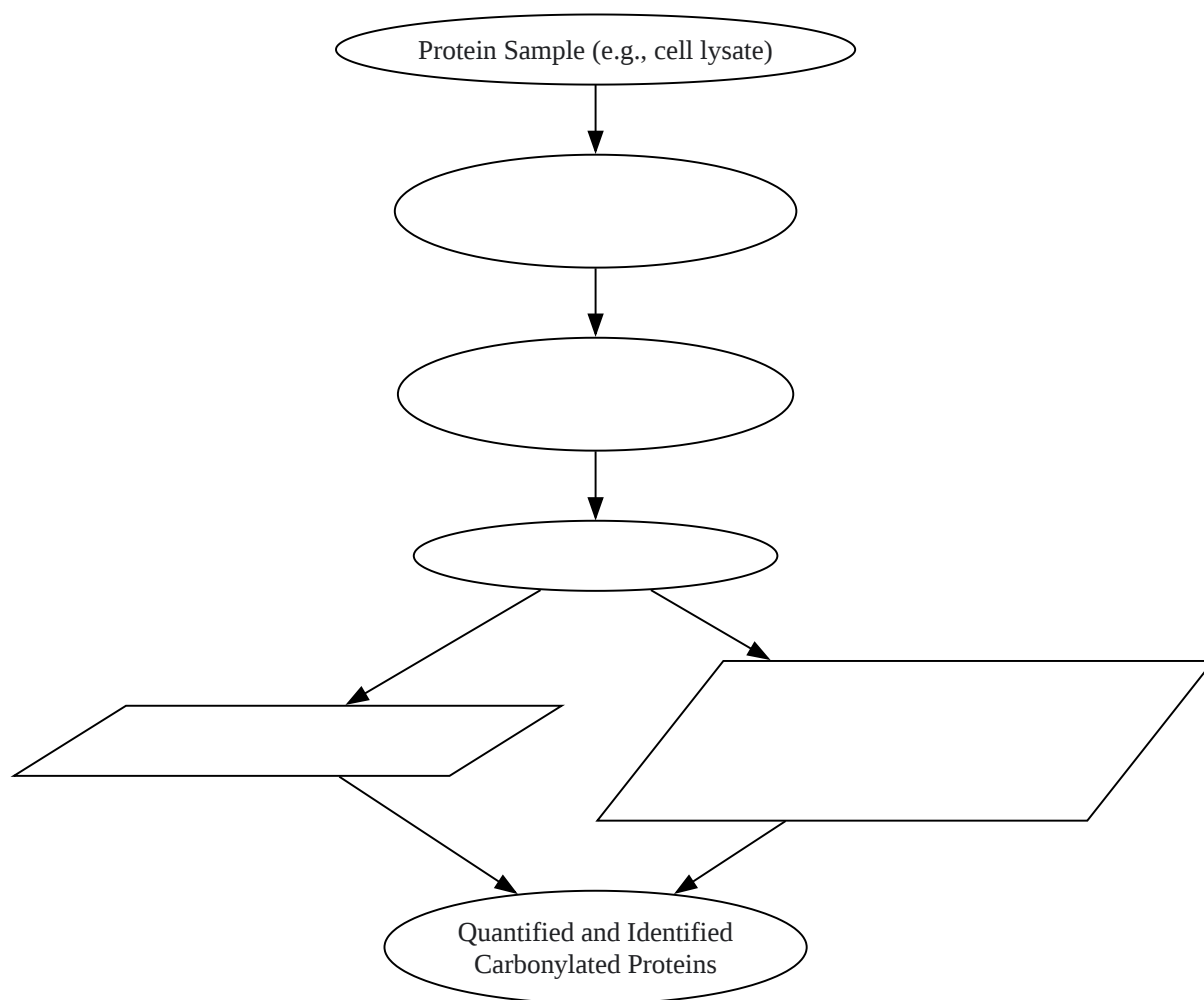 Protein Sample (e.g., cell lysate)
Quantified and Identified
Carbonylated Proteins